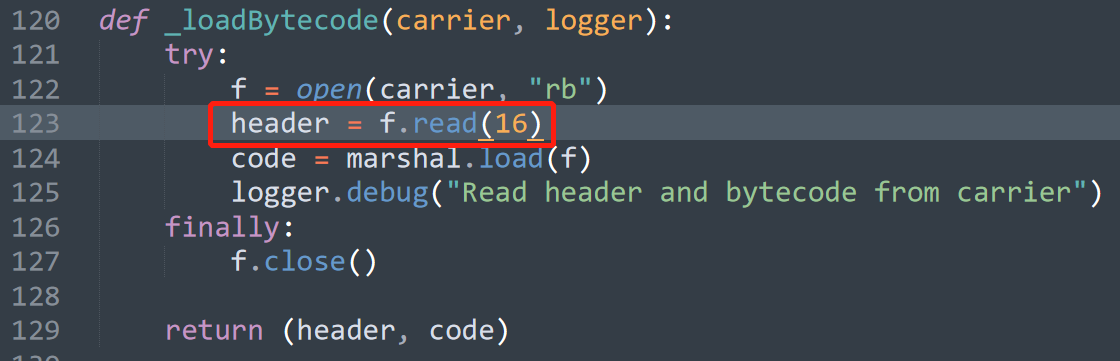 120 def _loadBytecode(carrier, logger):
121 try:
122 f = open(carrier, "rb")
123 header = f.read(16)
124 code = marshal.load(f)
125 logger.debug("Read header and bytecode from carrier")
126 finally:
127 f.close()
128
129 return (header, code)
130